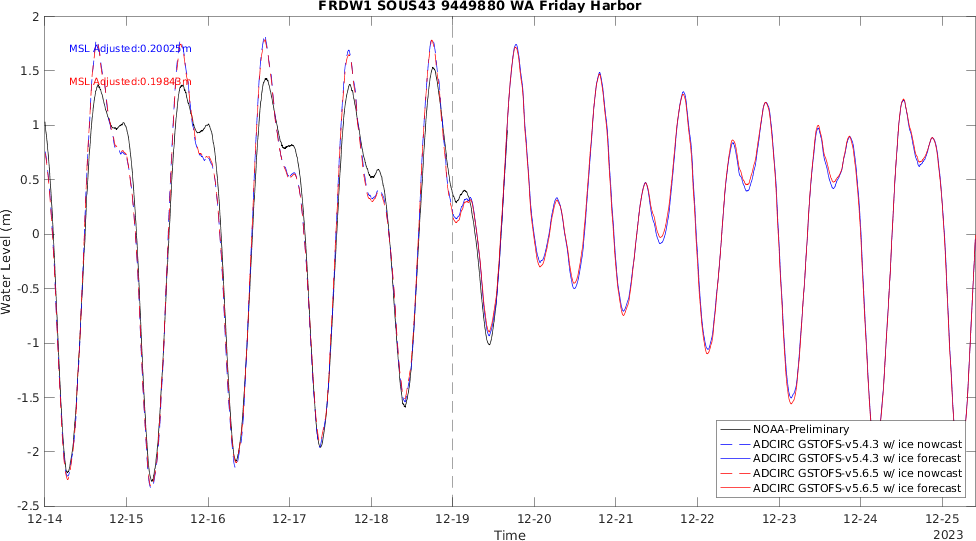 FRDW1 SOUS43 9449880 WA Friday Harbor
2
1.5
1
0.5
0
-0.5
-1
-1.5
-2
-2.5
Water Level (m)
MSL Adjusted:0.20025m
MSL Adjusted:0.19843m
NOAA-Preliminary
ADCIRC GSTOFS-v5.4.3 w/ ice nowcast
ADCIRC GSTOFS-v5.4.3 w/ ice forecast
ADCIRC GSTOFS-v5.6.5 w/ ice nowcast
ADCIRC GSTOFS-v5.6.5 w/ ice forecast
12-14 12-15 12-16 12-17 12-18 12-19 12-20 12-21 12-22 12-23 12-24 12-25
Time
2023